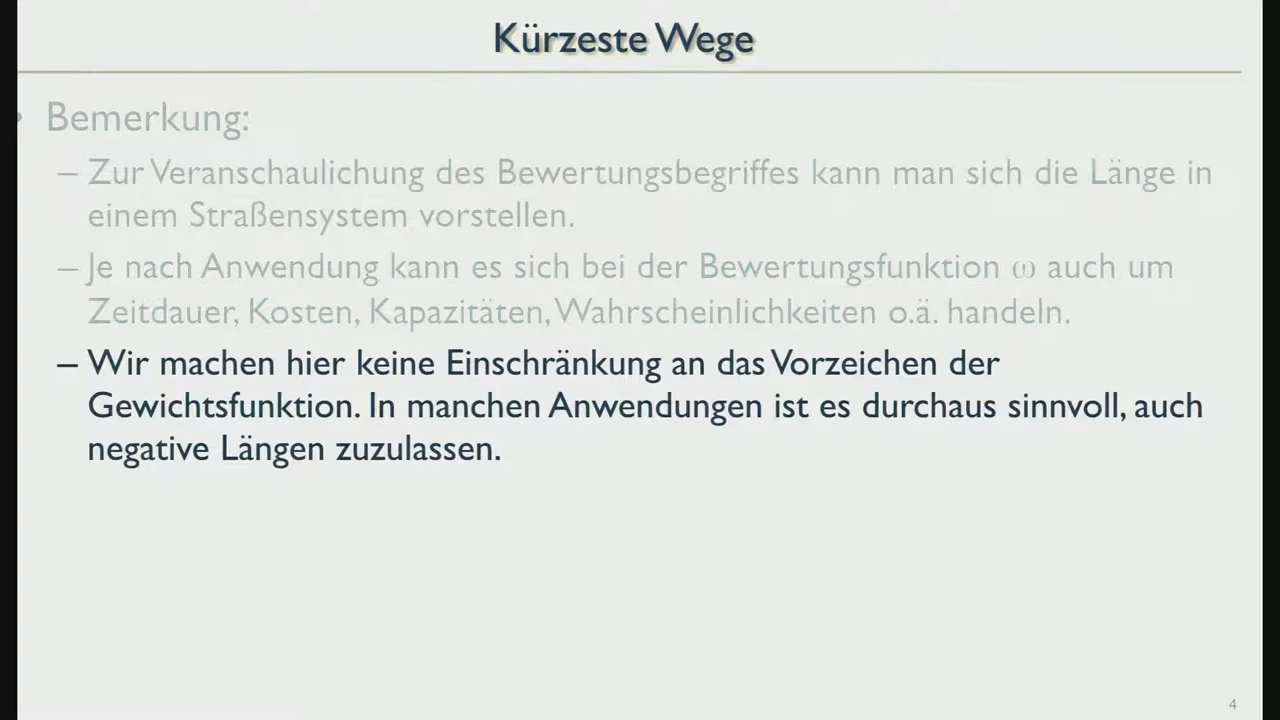 Kürzeste Wege
• Bemerkung:
– Zur Veranschaulichung des Bewertungsbegriffes kann man sich die Länge in
einem Straßensystem vorstellen.
– Je nach Anwendung kann es sich bei der Bewertungsfunktion ω auch um
Zeitdauer, Kosten, Kapazitäten, Wahrscheinlichkeiten o.ä. handeln.
– Wir machen hier keine Einschränkung an das Vorzeichen der
Gewichtsfunktion. In manchen Anwendungen ist es durchaus sinnvoll, auch
negative Längen zuzulassen.
4